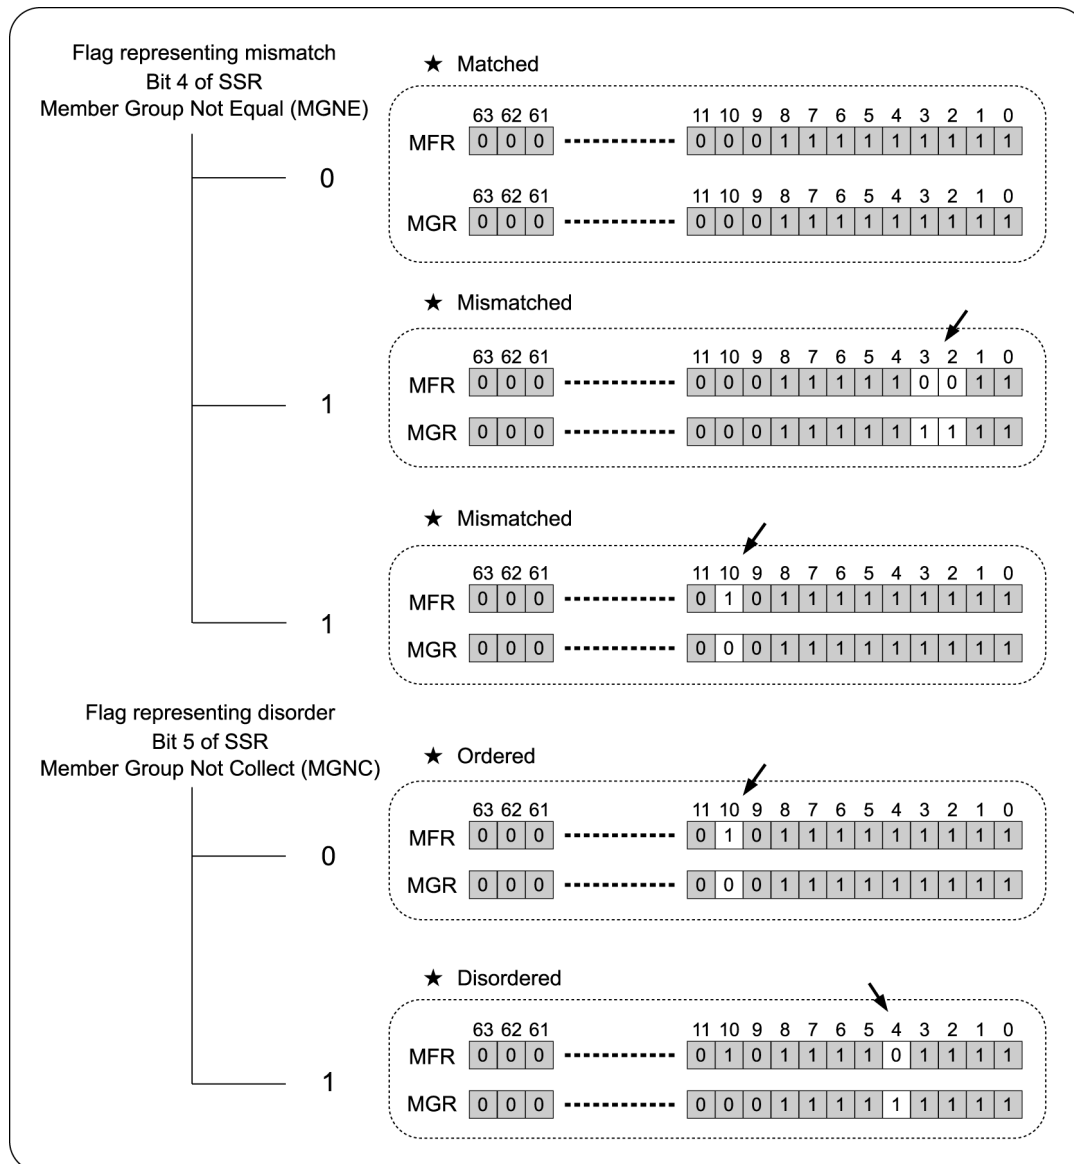 Flag representing mismatch
Bit 4 of SSR
Member Group Not Equal (MGNE)
0
★ Matched
63 62 61 11 10 9 8 7 6 5 4 3 2 1 0
MFR 0 0 0 0 0 0 1 1 1 1 1 1 1 1 1
63 62 61 11 10 9 8 7 6 5 4 3 2 1 0
MGR 0 0 0 0 0 0 1 1 1 1 1 1 1 1 1
1
★ Mismatched
63 62 61 11 10 9 8 7 6 5 4 3 2 1 0
MFR 0 0 0 0 0 0 1 1 1 1 1 0 0 1 1
MGR 0 0 0 0 0 0 1 1 1 1 1 1 1 1 1
1
★ Mismatched
63 62 61 11 10 9 8 7 6 5 4 3 2 1 0
MFR 0 0 0 0 1 0 1 1 1 1 1 1 1 1 1
MGR 0 0 0 0 0 0 1 1 1 1 1 1 1 1 1
Flag representing disorder
Bit 5 of SSR
Member Group Not Collect (MGNC)
0
★ Ordered
63 62 61 11 10 9 8 7 6 5 4 3 2 1 0
MFR 0 0 0 0 1 0 1 1 1 1 1 1 1 1 1
MGR 0 0 0 0 0 0 1 1 1 1 1 1 1 1 1
1
★ Disordered
63 62 61 11 10 9 8 7 6 5 4 3 2 1 0
MFR 0 0 0 0 1 0 1 1 1 1 0 1 1 1 1
MGR 0 0 0 0 0 0 1 1 1 1 1 1 1 1 1